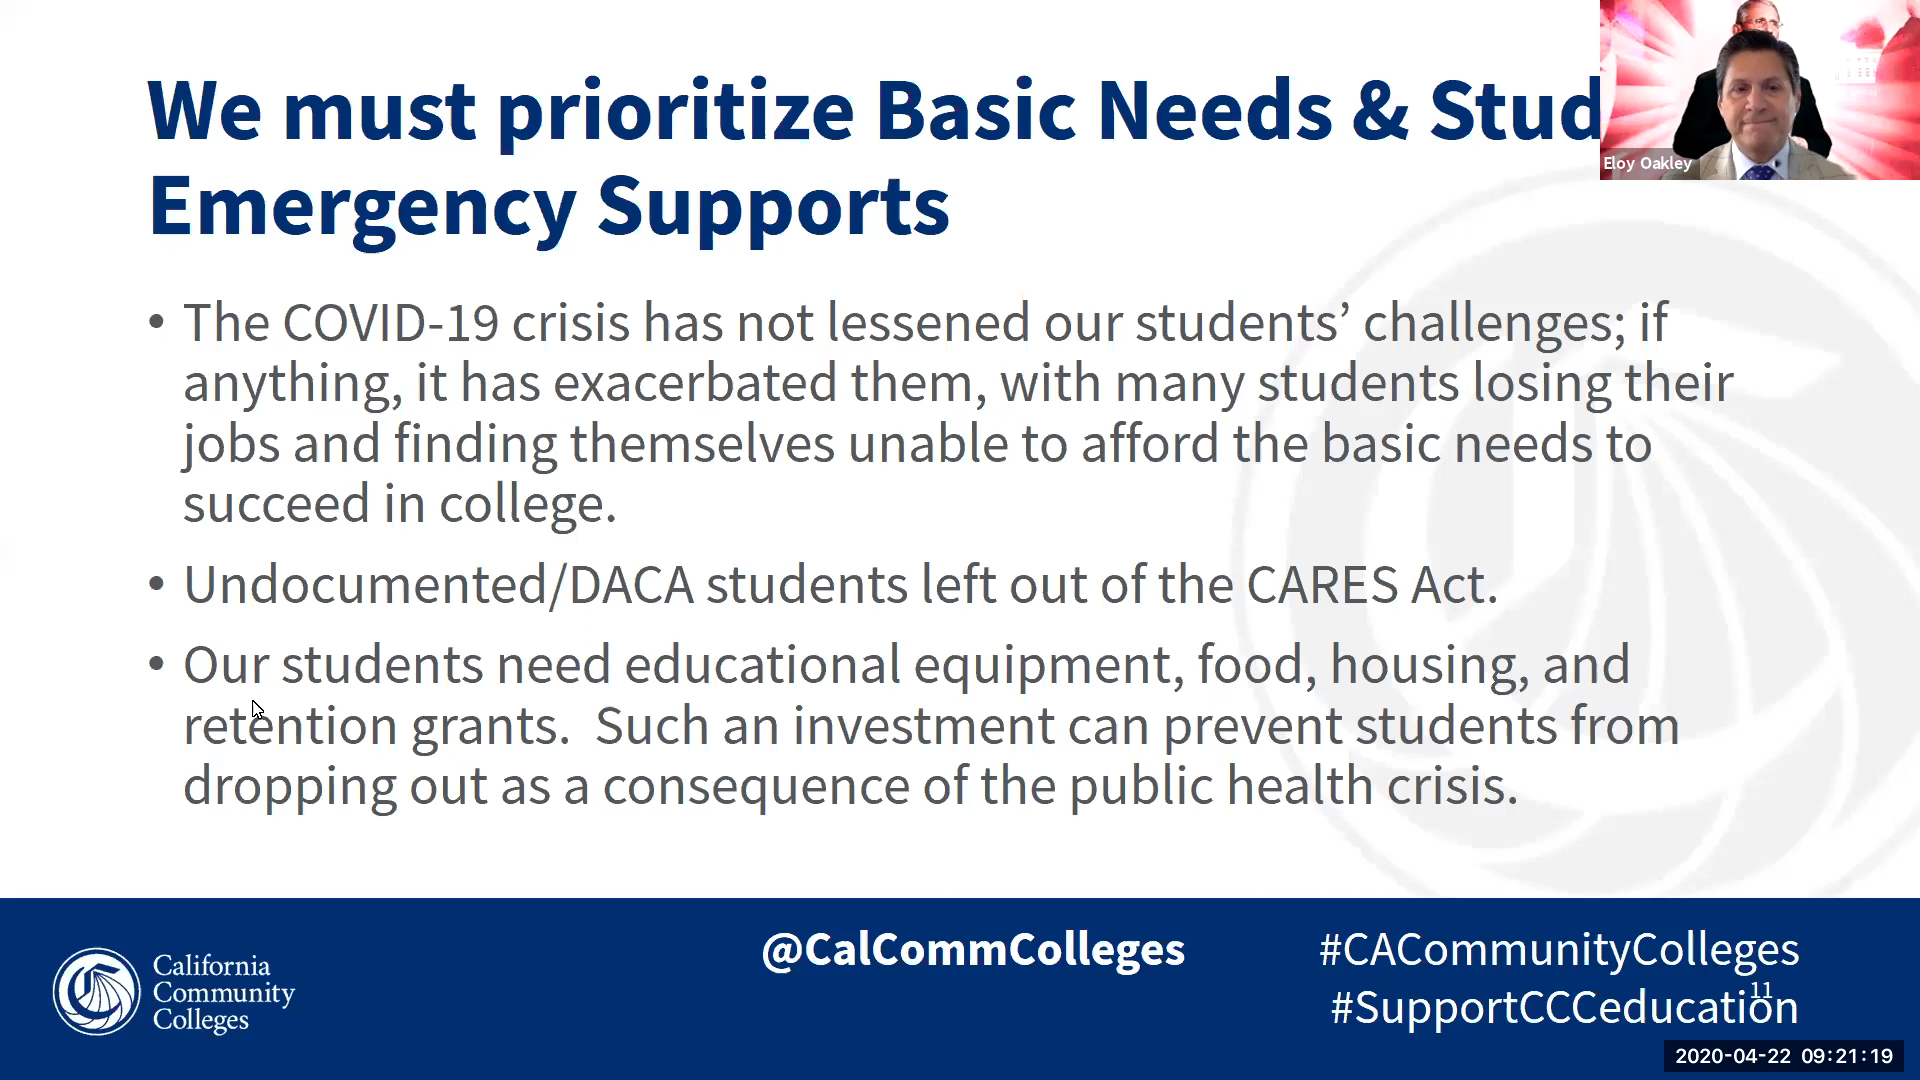 We must prioritize Basic Needs & Stud
Emergency Supports
Eloy Oakley
• The COVID-19 crisis has not lessened our students’ challenges; if
anything, it has exacerbated them, with many students losing their
jobs and finding themselves unable to afford the basic needs to
succeed in college.
• Undocumented/DACA students left out of the CARES Act.
• Our students need educational equipment, food, housing, and
retention grants.  Such an investment can prevent students from
dropping out as a consequence of the public health crisis.
California
Community
Colleges
@CalCommColleges
#CACommunityColleges
11
#SupportCCCeducation
2020-04-22 09:21:19